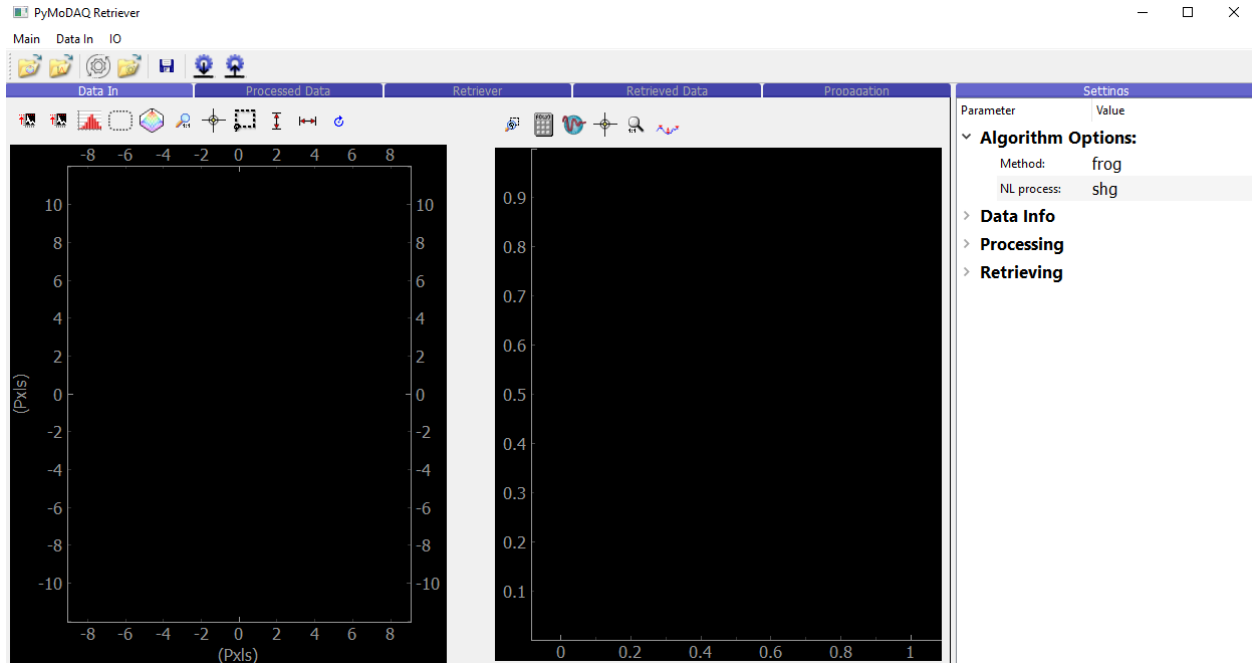 PyMoDAQ Retriever
Main Data In IO
Data In Processed Data Retriever Retrieved Data Propagation Settings
Parameter Value
Algorithm Options:
Method: frog
NL process: shg
Data Info
Processing
Retrieving
-8 -6 -4 -2 0 2 4 6 8
10 10
8 8
6 6
4 4
2 2
0 0
-2 -2
-4 -4
-6 -6
-8 -8
-10 -10
(Pxls)
-8 -6 -4 -2 0 2 4 6 8
(Pxls)
0.9
0.8
0.7
0.6
0.5
0.4
0.3
0.2
0.1
0 0.2 0.4 0.6 0.8 1